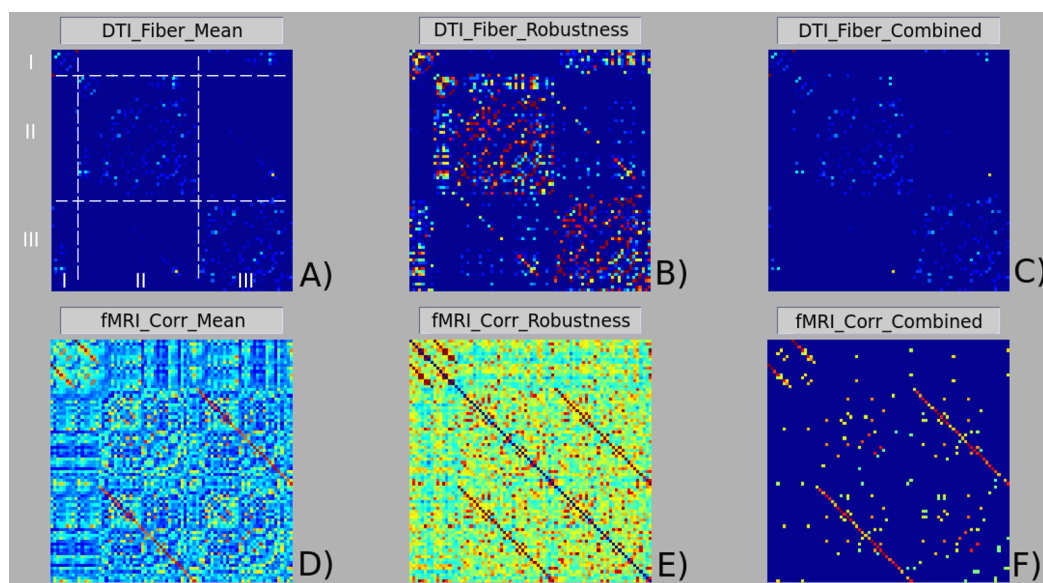 DTI_Fiber_Mean
DTI_Fiber_Robustness
DTI_Fiber_Combined
I
II
III
I
II
III
A)
B)
C)
fMRI_Corr_Mean
fMRI_Corr_Robustness
fMRI_Corr_Combined
D)
E)
F)